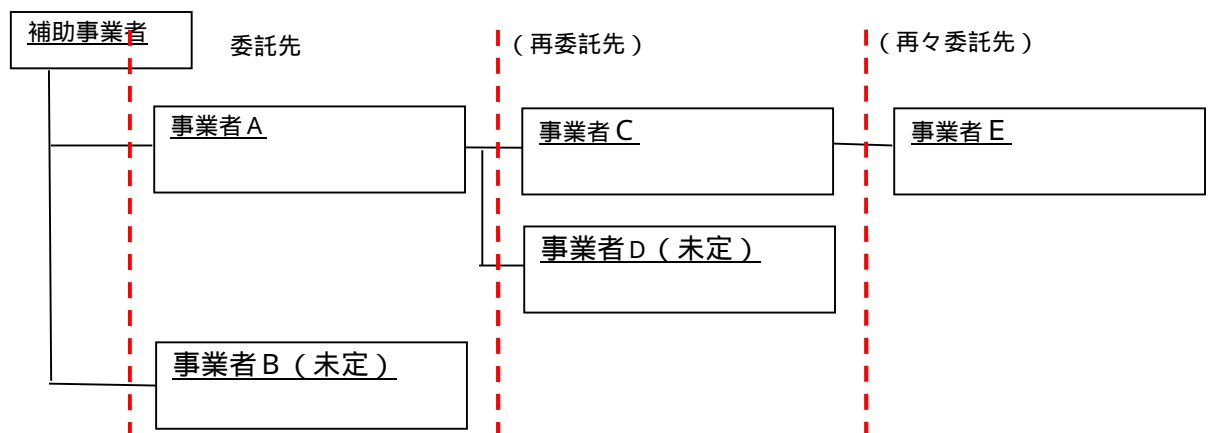 補助事業者
委託先
（再委託先）
（再々委託先）
事業者A
事業者C
事業者E
事業者D（未定）
事業者B（未定）